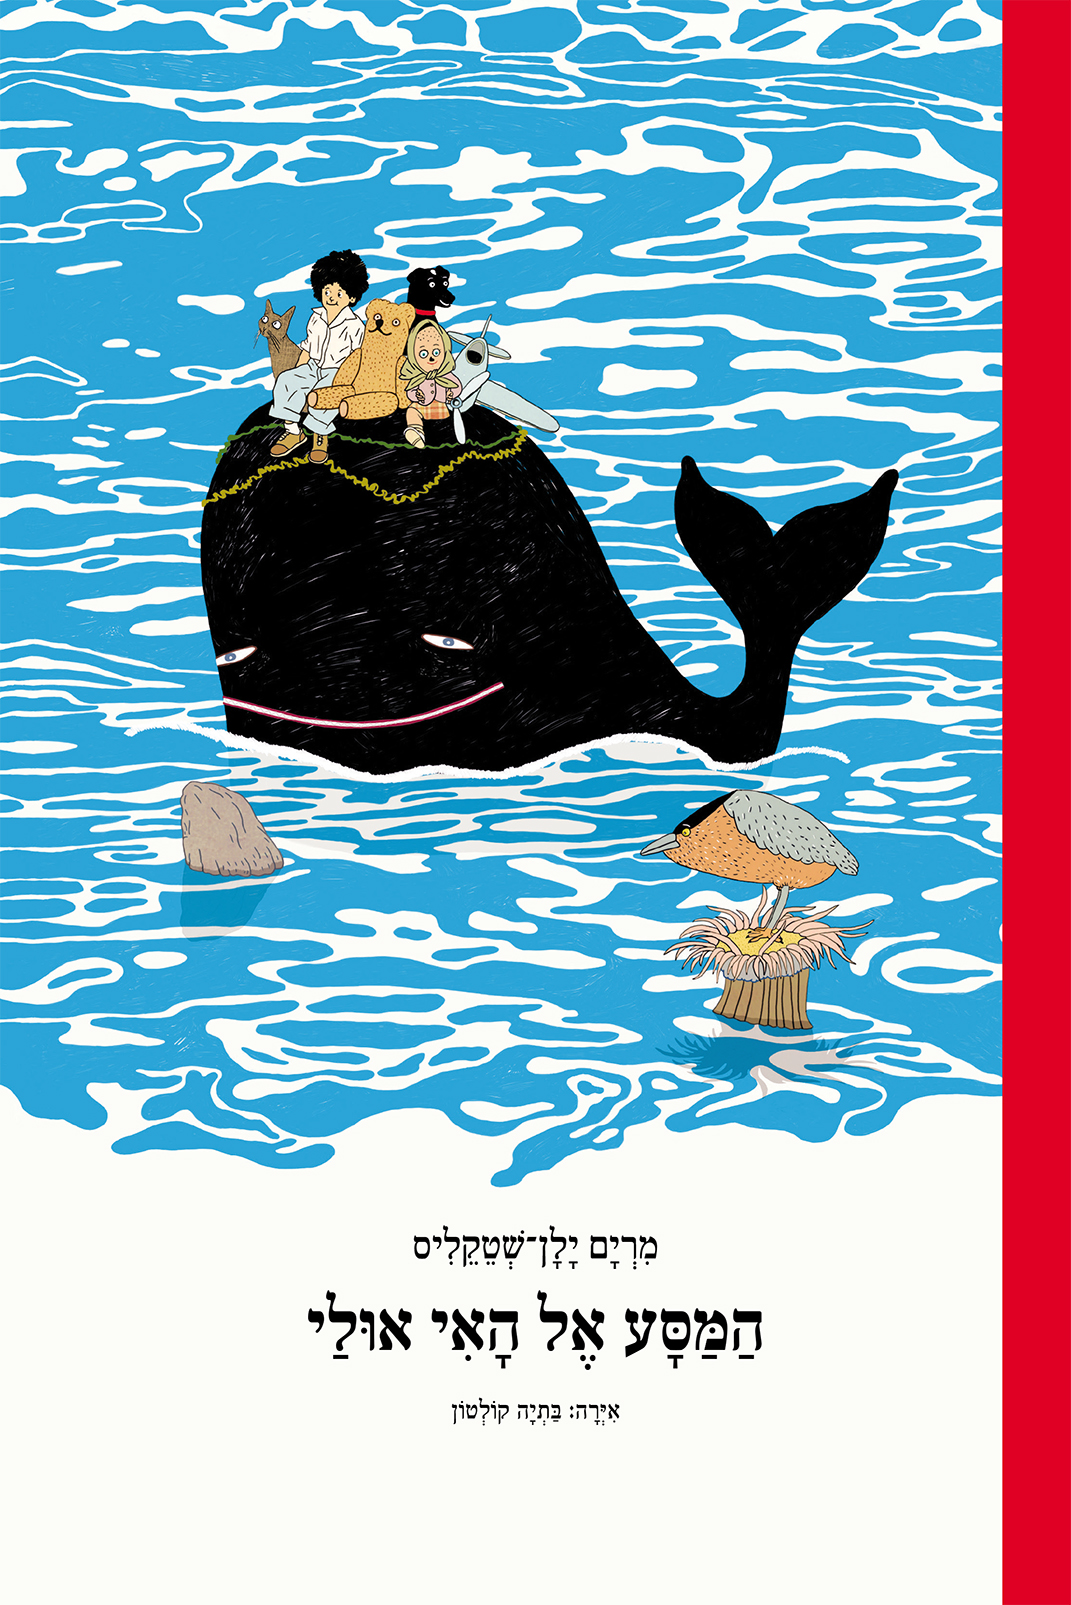 מִרְיָם יָלָן־שְׁטֵקֵלִיס
הַמַּסָּע אֶל הָאִי אוּלַי
אִיְּרָה: בַּתְיָה קוֹלְטוֹן